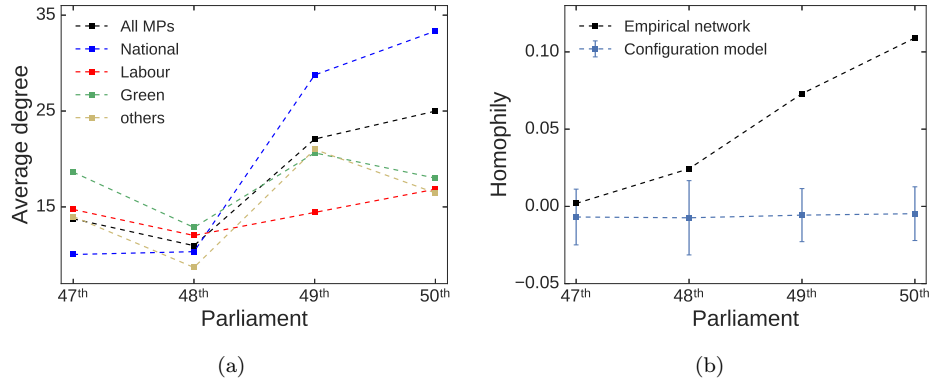 35
25
15
Average degree
All MPs
National
Labour
Green
others
47th
48th
49th
50th
Parliament
(a)
0.10
0.05
0.00
−0.05
Homophily
Empirical network
Configuration model
47th
48th
49th
50th
Parliament
(b)